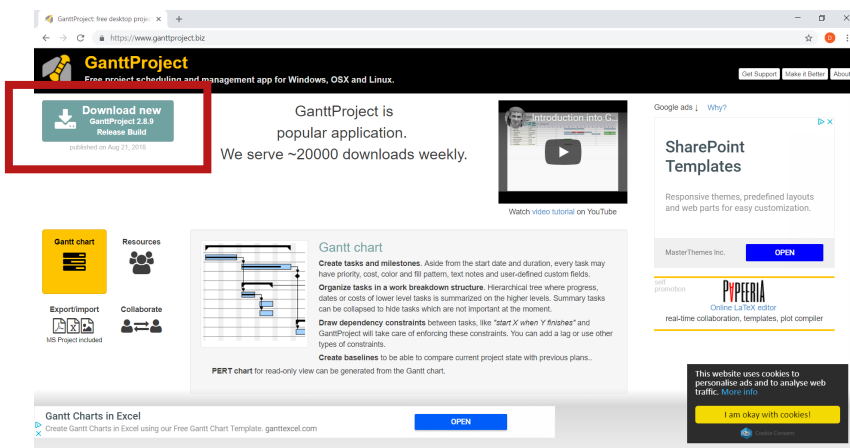 GanttProject: free desktop projec
https://www.ganttproject.biz
D
GanttProject
Free project scheduling and management app for Windows, OSX and Linux.
Get Support
Make it Better
About
Download new
GanttProject 2.8.9
Release Build
published on Aug 21, 2018
GanttProject is
popular application.
We serve ~20000 downloads weekly.
Introduction into G...
Watch video tutorial on YouTube
Google ads ↓ Why?
SharePoint
Templates
Responsive themes, predefined layouts
and web parts for easy customization.
MasterThemes Inc.
OPEN
self
promotion
PAPEERIA
Online LaTeX editor
real-time collaboration, templates, plot compiler
Gantt chart
Resources
Export/import
Collaborate
MS Project included
Gantt chart
Create tasks and milestones. Aside from the start date and duration, every task may
have priority, cost, color and fill pattern, text notes and user-defined custom fields.
Organize tasks in a work breakdown structure. Hierarchical tree where progress,
dates or costs of lower level tasks is summarized on the higher levels. Summary tasks
can be collapsed to hide tasks which are not important at the moment.
Draw dependency constraints between tasks, like "start X when Y finishes" and
GanttProject will take care of enforcing these constraints. You can add a lag or use other
types of constraints.
Create baselines to be able to compare current project state with previous plans..
PERT chart for read-only view can be generated from the Gantt chart.
This website uses cookies to
personalise ads and to analyse web
traffic. More info
I am okay with cookies!
Cookie Consent
Gantt Charts in Excel
Create Gantt Charts in Excel using our Free Gantt Chart Template. ganttexcel.com
OPEN